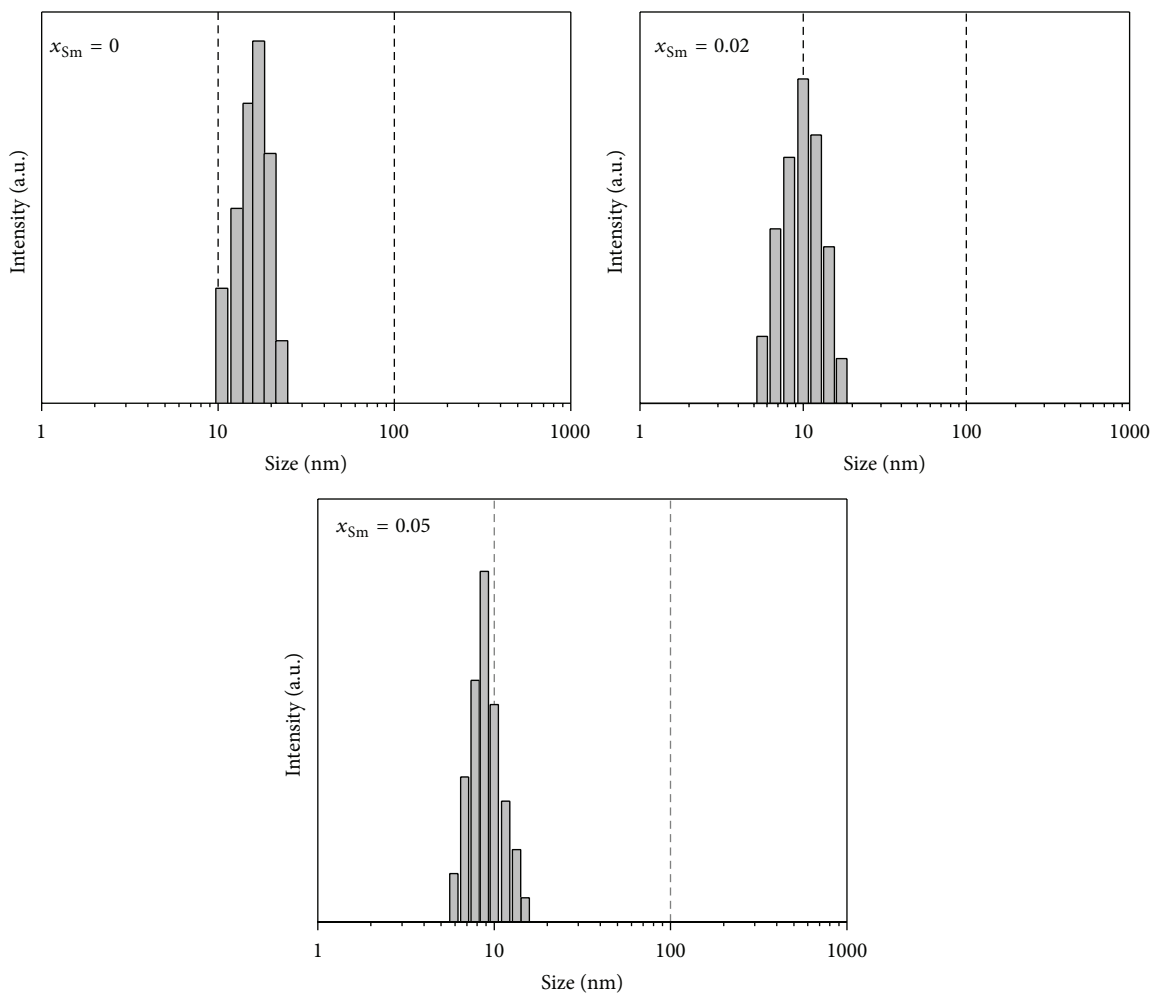 x_Sm = 0
Intensity (a.u.)
1 10 100 1000
Size (nm)
x_Sm = 0.02
Intensity (a.u.)
1 10 100 1000
Size (nm)
x_Sm = 0.05
Intensity (a.u.)
1 10 100 1000
Size (nm)